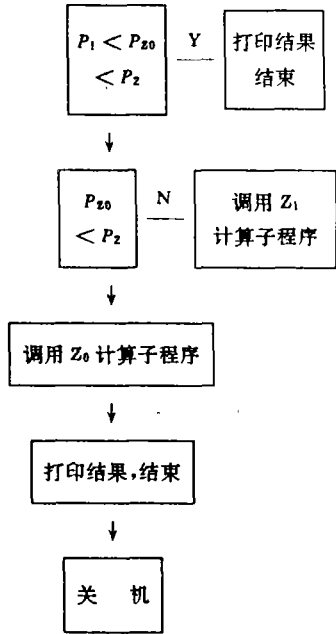 P₁ < P_Z0
< P₂
Y
打印结果
结束
P_Z0
< P₂
N
调用 Z₁
计算子程序
调用 Z₀ 计算子程序
打印结果,结束
关 机